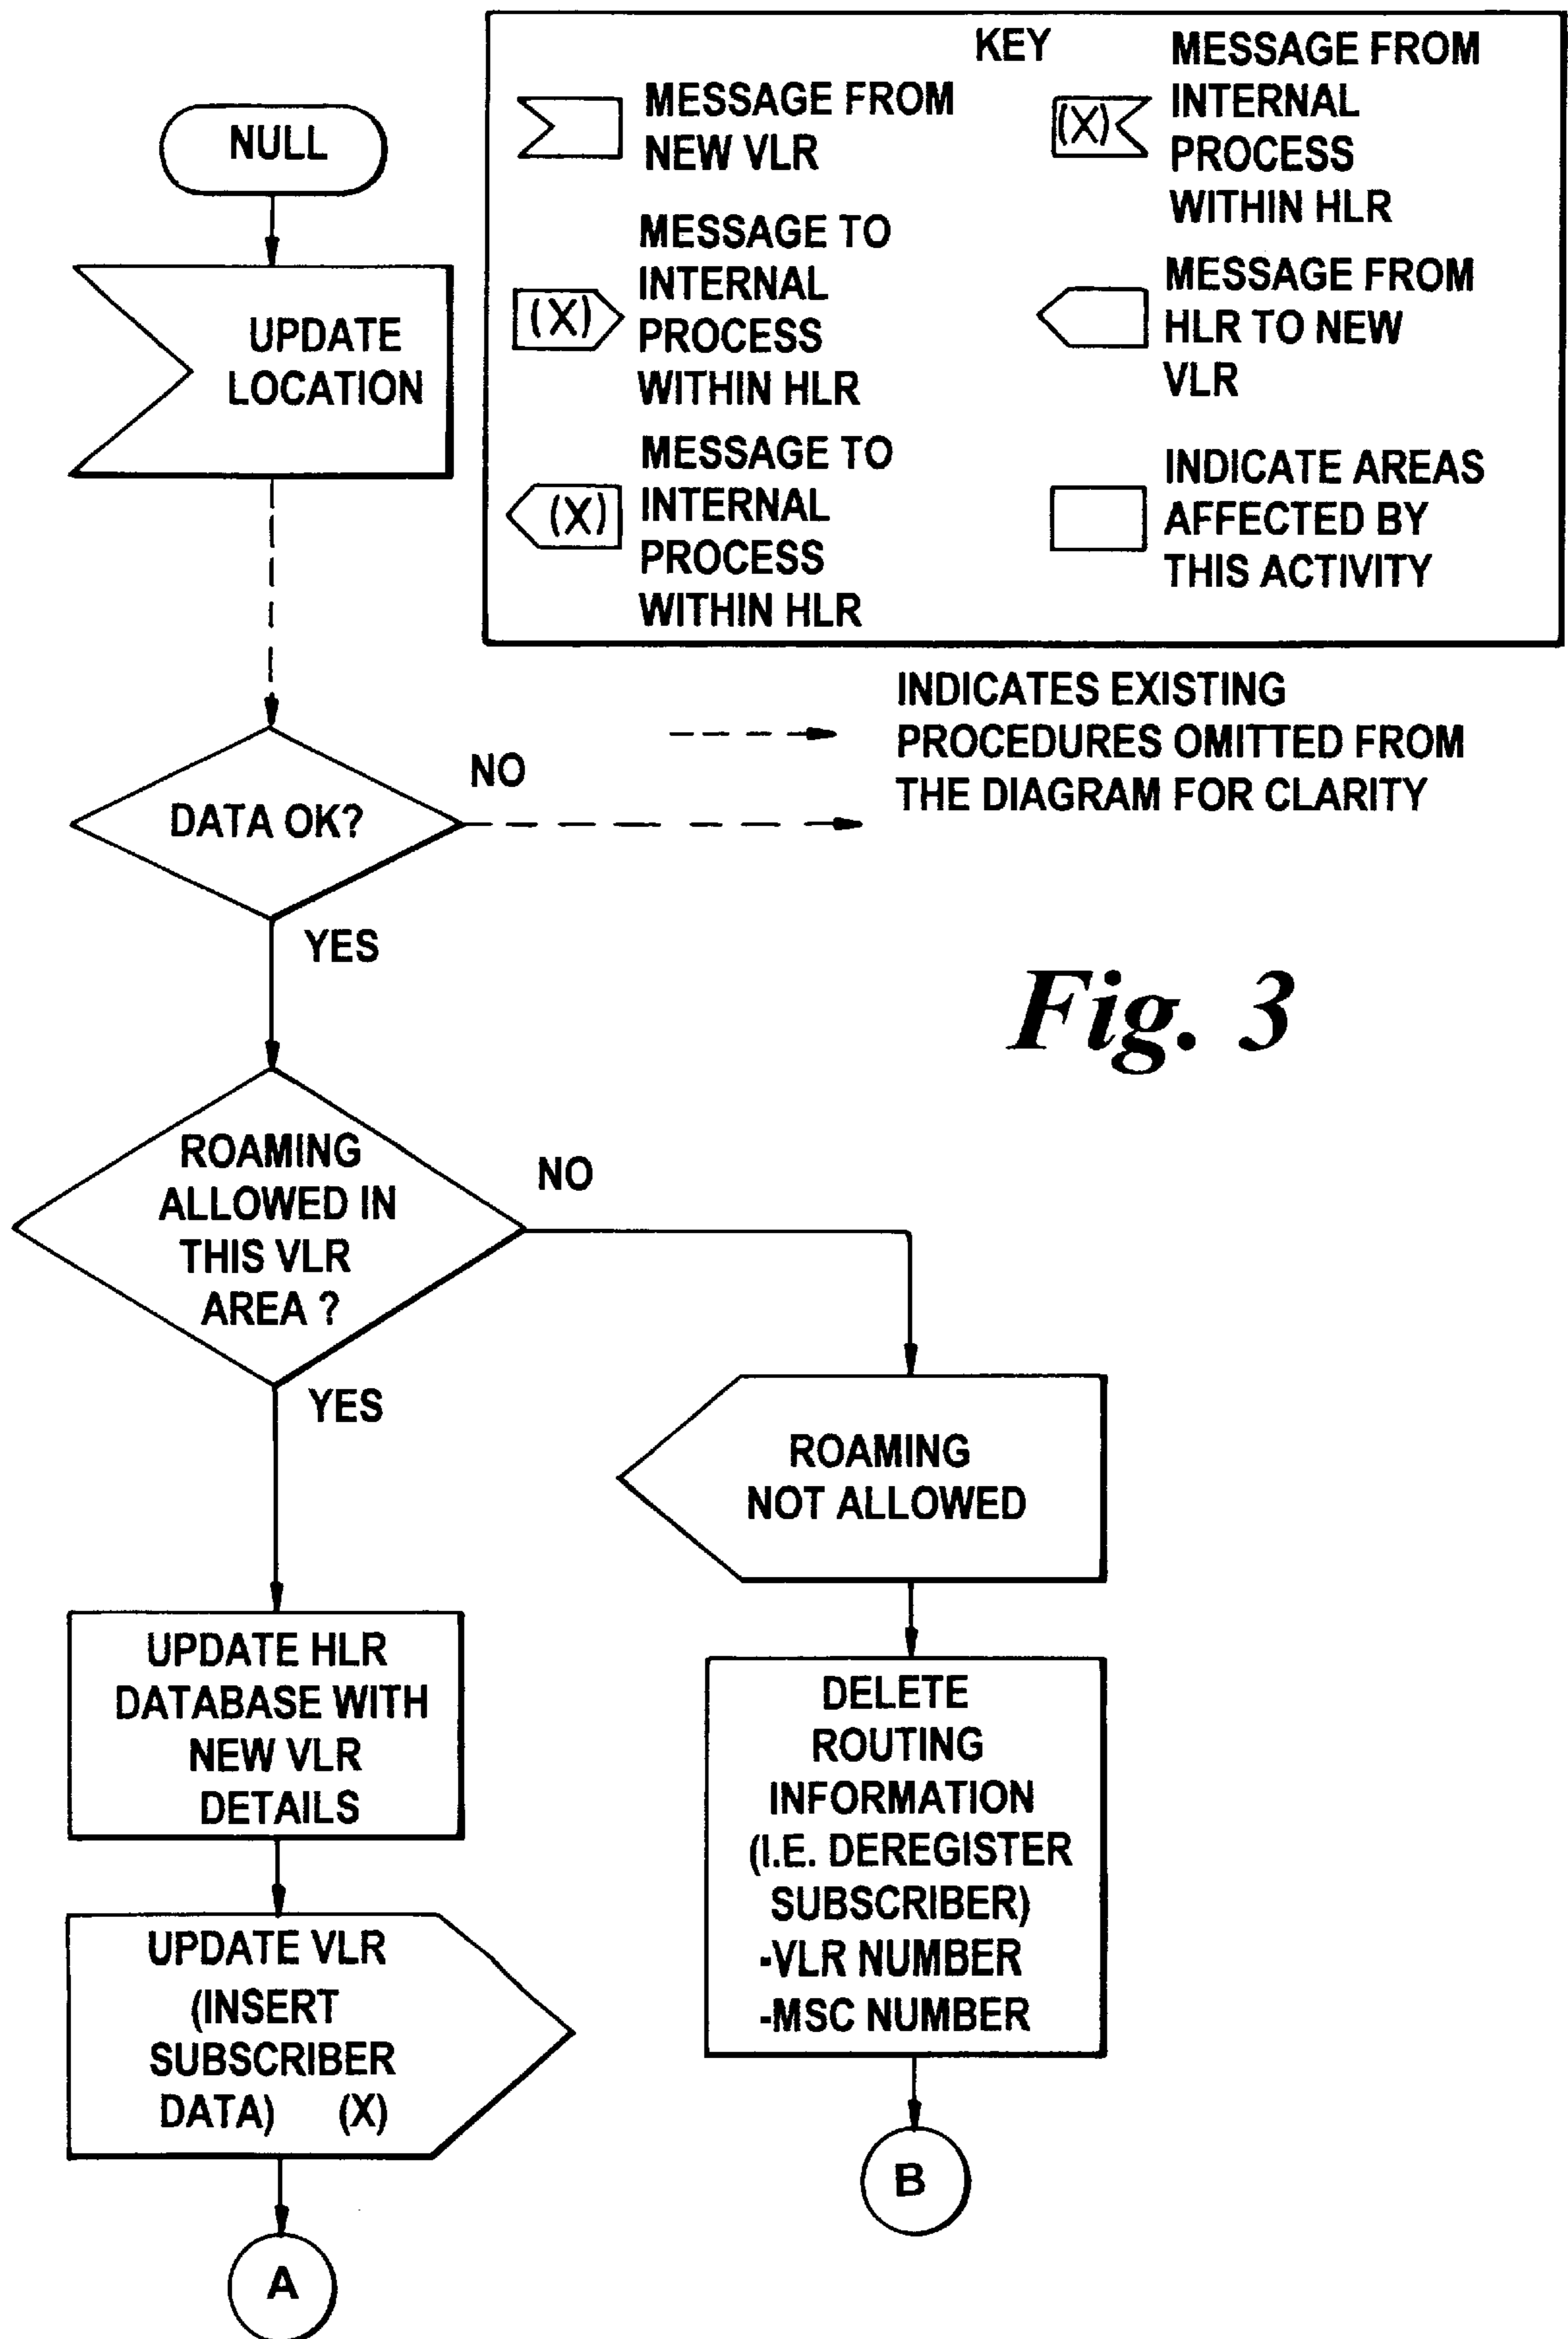 KEY
MESSAGE FROM
NEW VLR
MESSAGE FROM
INTERNAL
PROCESS
WITHIN HLR
(X)
MESSAGE TO
INTERNAL
PROCESS
WITHIN HLR
(X)
MESSAGE FROM
HLR TO NEW
VLR
MESSAGE TO
INTERNAL
PROCESS
WITHIN HLR
(X)
INDICATE AREAS
AFFECTED BY
THIS ACTIVITY
INDICATES EXISTING
PROCEDURES OMITTED FROM
THE DIAGRAM FOR CLARITY
NULL
UPDATE
LOCATION
DATA OK?
NO
YES
Fig. 3
ROAMING
ALLOWED IN
THIS VLR
AREA ?
NO
YES
ROAMING
NOT ALLOWED
UPDATE HLR
DATABASE WITH
NEW VLR
DETAILS
DELETE
ROUTING
INFORMATION
(I.E. DEREGISTER
SUBSCRIBER)
-VLR NUMBER
-MSC NUMBER
UPDATE VLR
(INSERT
SUBSCRIBER
DATA) (X)
B
A